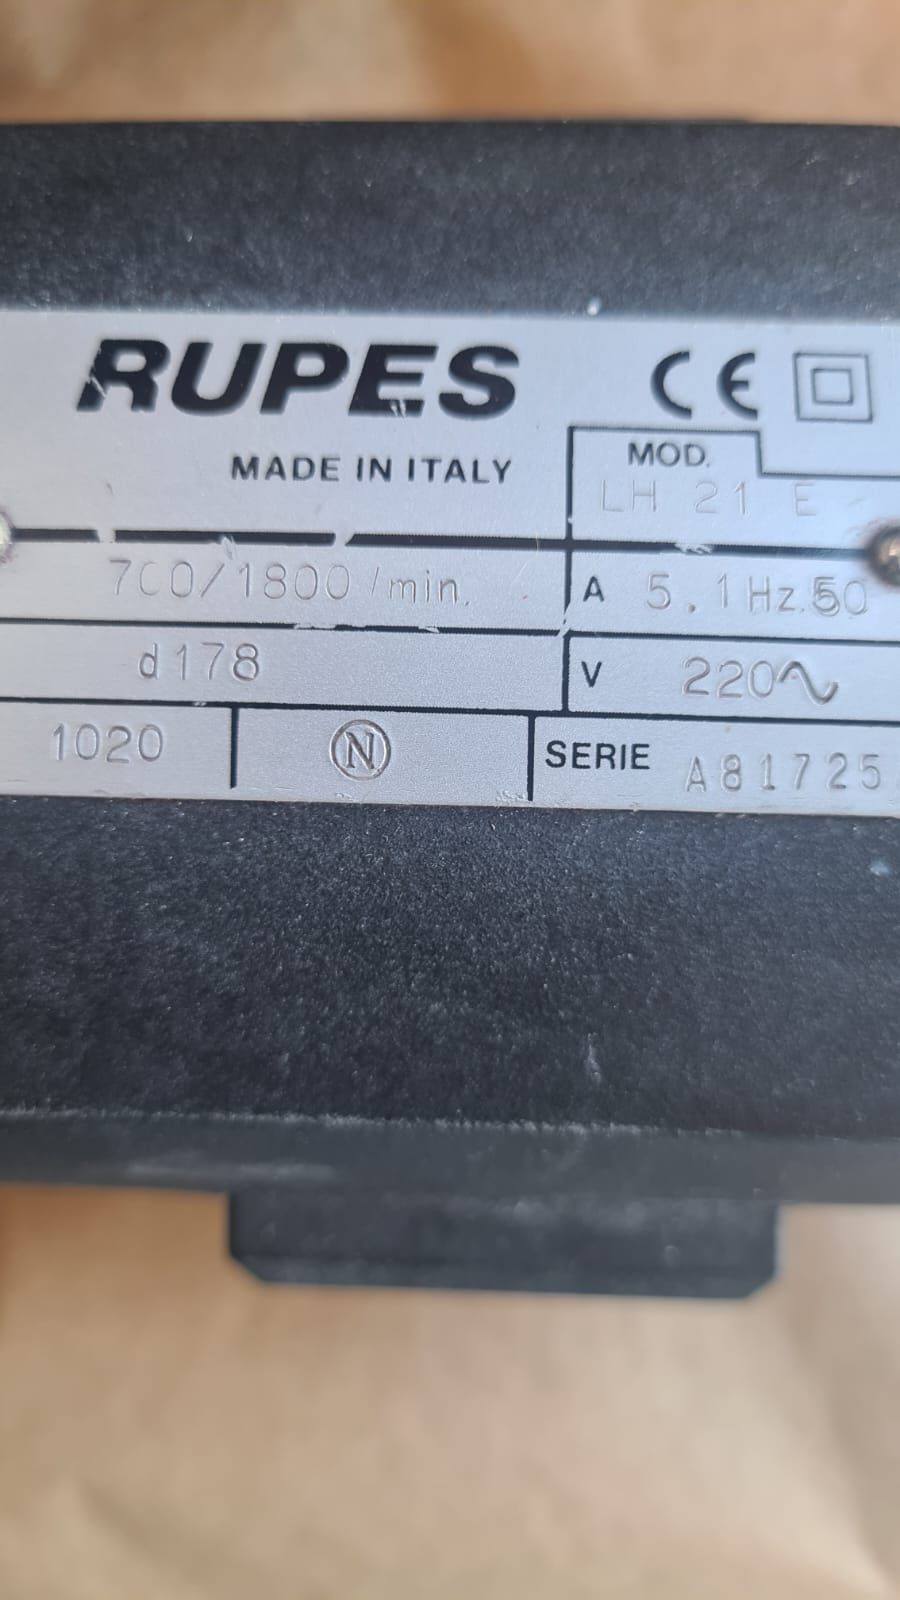 RUPES CE
MADE IN ITALY
MOD.
LH 21 E
700/1800/min.
A 5.1 Hz.50
d178
V 220~
1020
N
SERIE A81725